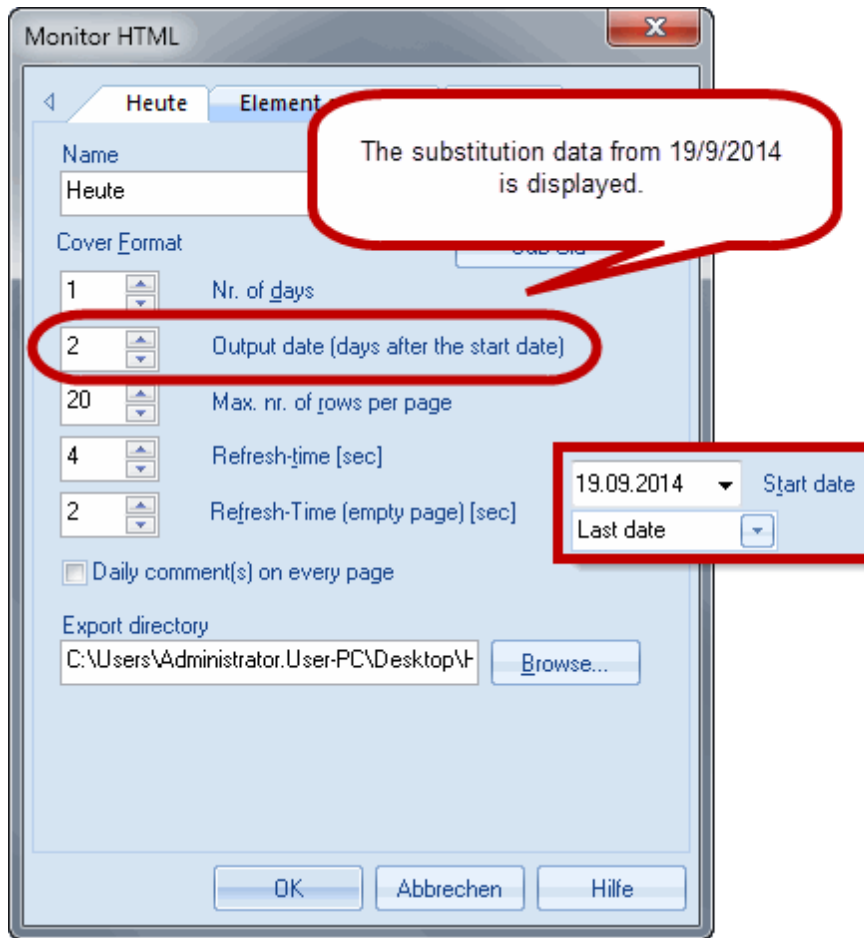 Monitor HTML
Heute
Element
The substitution data from 19/9/2014
is displayed.
Name
Heute
Cover Format
1 Nr. of days
2 Output date (days after the start date)
20 Max. nr. of rows per page
4 Refresh-time [sec]
2 Refresh-Time (empty page) [sec]
19.09.2014 Start date
Last date
Daily comment(s) on every page
Export directory
C:\Users\Administrator.User-PC\Desktop\H
Browse...
OK
Abbrechen
Hilfe